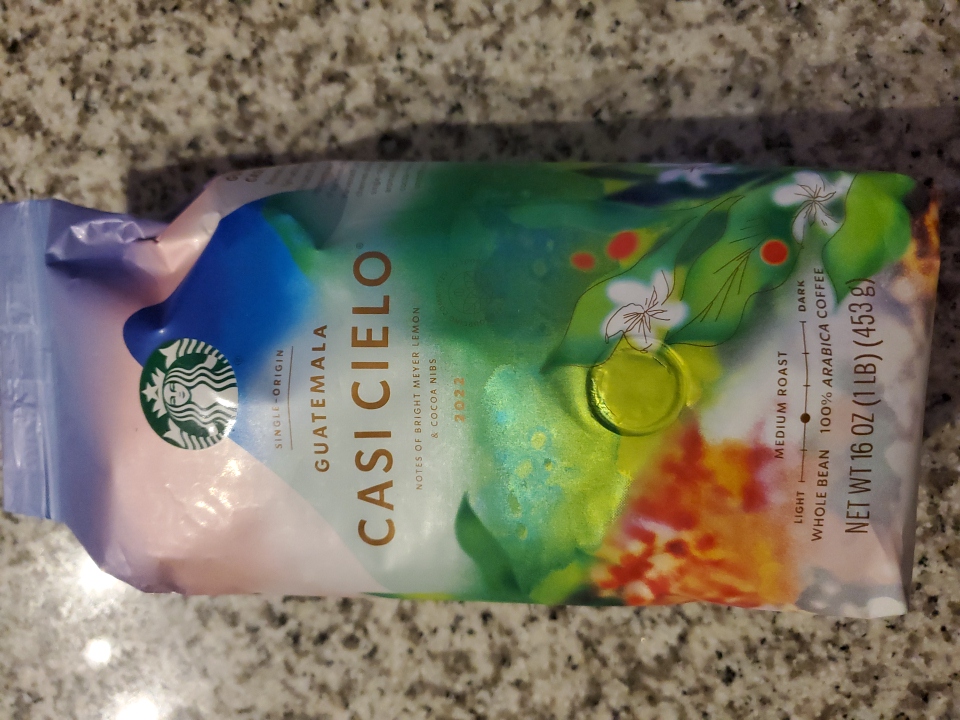 SINGLE-ORIGIN
GUATEMALA
CASI CIELO
NOTES OF BRIGHT MEYER LEMON
& COCOA NIBS
2022
MEDIUM ROAST
LIGHT DARK
WHOLE BEAN 100% ARABICA COFFEE
NET WT 16 OZ (1 LB) (453 g)